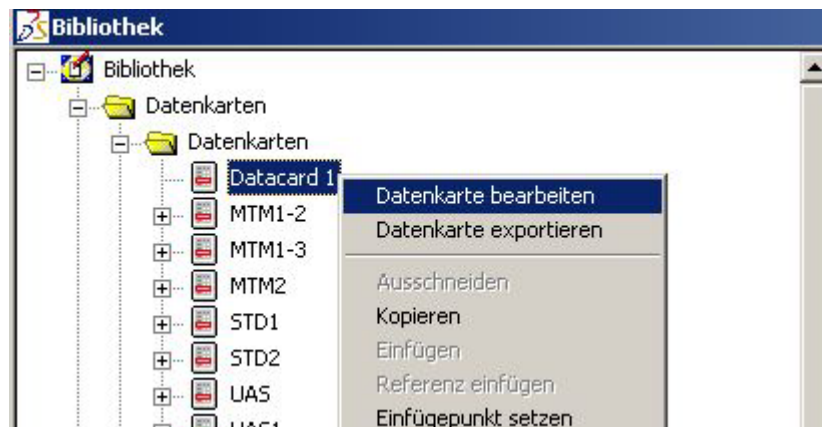 Bibliothek
Bibliothek
Datenkarten
Datenkarten
Datacard 1
MTM1-2
MTM1-3
MTM2
STD1
STD2
UAS
UAS1
Datenkarte bearbeiten
Datenkarte exportieren
Ausschneiden
Kopieren
Einfügen
Referenz einfügen
Einfügepunkt setzen